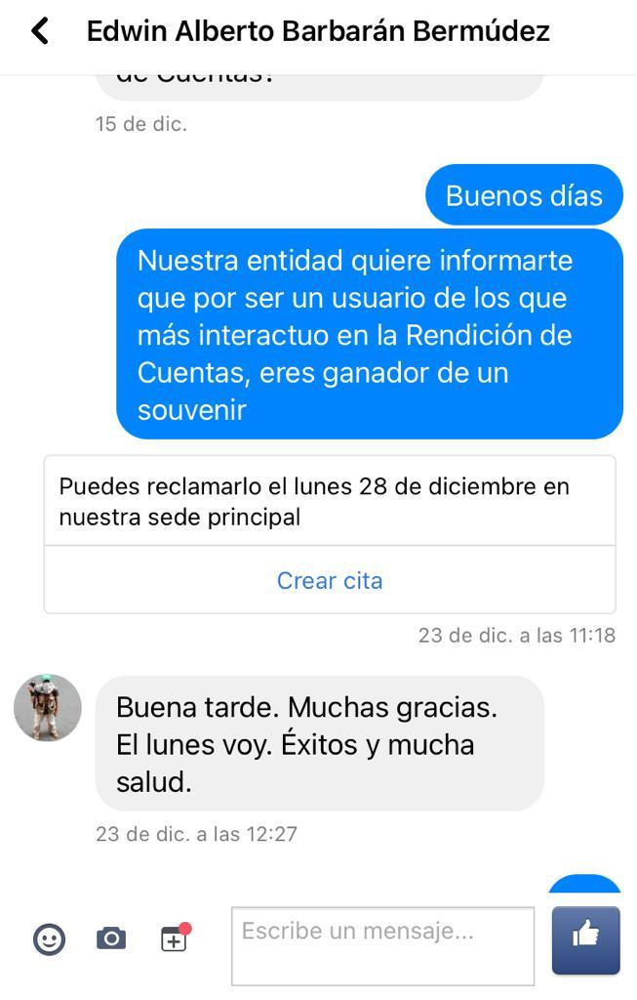 Edwin Alberto Barbarán Bermúdez
de Cuentas?
15 de dic.
Buenos días
Nuestra entidad quiere informarte
que por ser un usuario de los que
más interactuo en la Rendición de
Cuentas, eres ganador de un
souvenir
Puedes reclamarlo el lunes 28 de diciembre en
nuestra sede principal
Crear cita
23 de dic. a las 11:18
Buena tarde. Muchas gracias.
El lunes voy. Éxitos y mucha
salud.
23 de dic. a las 12:27
Escribe un mensaje...